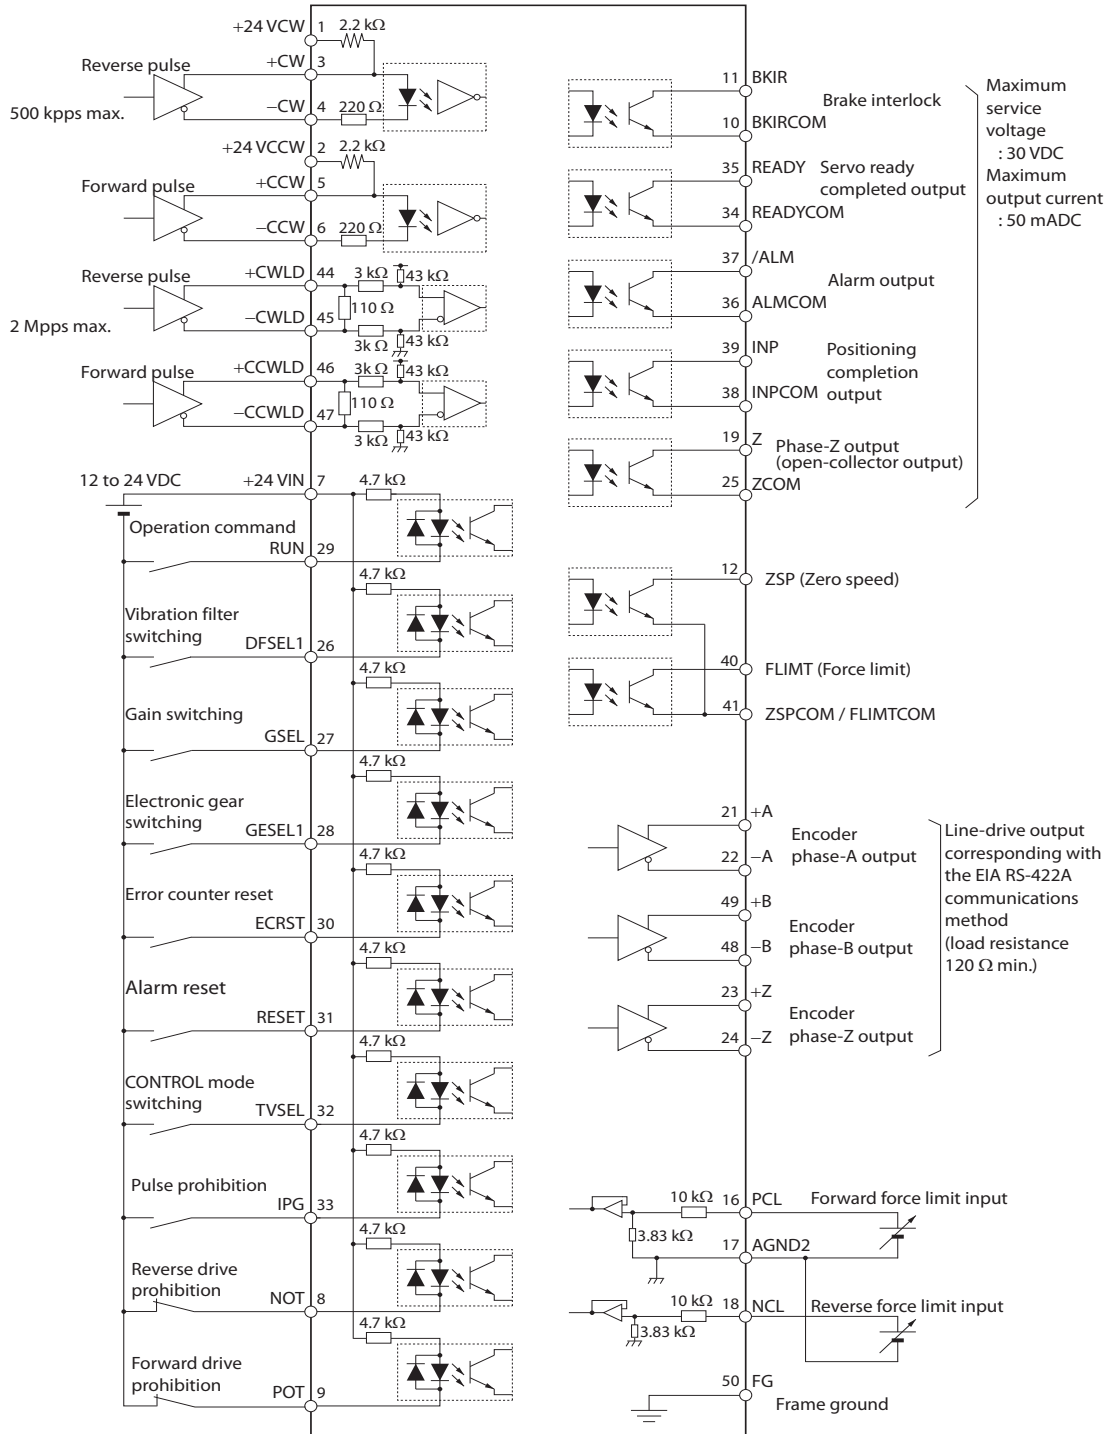 +24 VCW 1 2.2 kΩ
Reverse pulse +CW 3
500 kpps max. −CW 4 220 Ω
+24 VCCW 2 2.2 kΩ
Forward pulse +CCW 5
−CCW 6 220 Ω
Reverse pulse +CWLD 44 3 kΩ 43 kΩ
110 Ω
2 Mpps max. −CWLD 45 3k Ω 43 kΩ
Forward pulse +CCWLD 46 3k Ω 43 kΩ
110 Ω
−CCWLD 47 3 kΩ 43 kΩ
12 to 24 VDC +24 VIN 7 4.7 kΩ
Operation command
RUN 29
4.7 kΩ
Vibration filter
switching
DFSEL1 26
4.7 kΩ
Gain switching
GSEL 27
4.7 kΩ
Electronic gear
switching
GESEL1 28
4.7 kΩ
Error counter reset
ECRST 30
4.7 kΩ
Alarm reset
RESET 31
4.7 kΩ
CONTROL mode
switching
TVSEL 32
4.7 kΩ
Pulse prohibition
IPG 33
4.7 kΩ
Reverse drive
prohibition
NOT 8
4.7 kΩ
Forward drive
prohibition
POT 9
11 BKIR
Brake interlock
10 BKIRCOM
35 READY
Servo ready
completed output
34 READYCOM
37 /ALM
Alarm output
36 ALMCOM
39 INP
Positioning
completion
output
38 INPCOM
19 Z
Phase-Z output
(open-collector output)
25 ZCOM
Maximum
service
voltage
: 30 VDC
Maximum
output current
: 50 mADC
12 ZSP (Zero speed)
40 FLIMT (Force limit)
41 ZSPCOM / FLIMTCOM
21 +A
Encoder
phase-A output
22 −A
49 +B
Encoder
phase-B output
48 −B
23 +Z
Encoder
phase-Z output
24 −Z
Line-drive output
corresponding with
the EIA RS-422A
communications
method
(load resistance
120 Ω min.)
10 kΩ 16 PCL Forward force limit input
3.83 kΩ
17 AGND2
10 kΩ 18 NCL Reverse force limit input
3.83 kΩ
50 FG
Frame ground